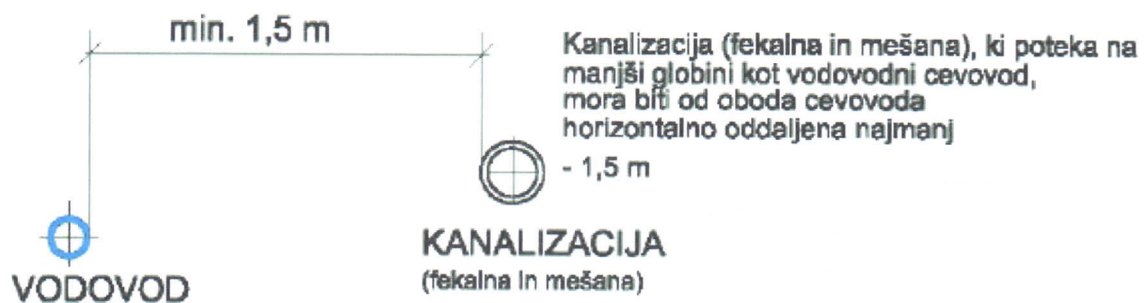 min. 1,5 m
Kanalizacija (fekalna in mešana), ki poteka na
manjši globini kot vodovodni cevovod,
mora biti od oboda cevovoda
horizontalno oddaljena najmanj
- 1,5 m
KANALIZACIJA
(fekalna in mešana)
VODOVOD